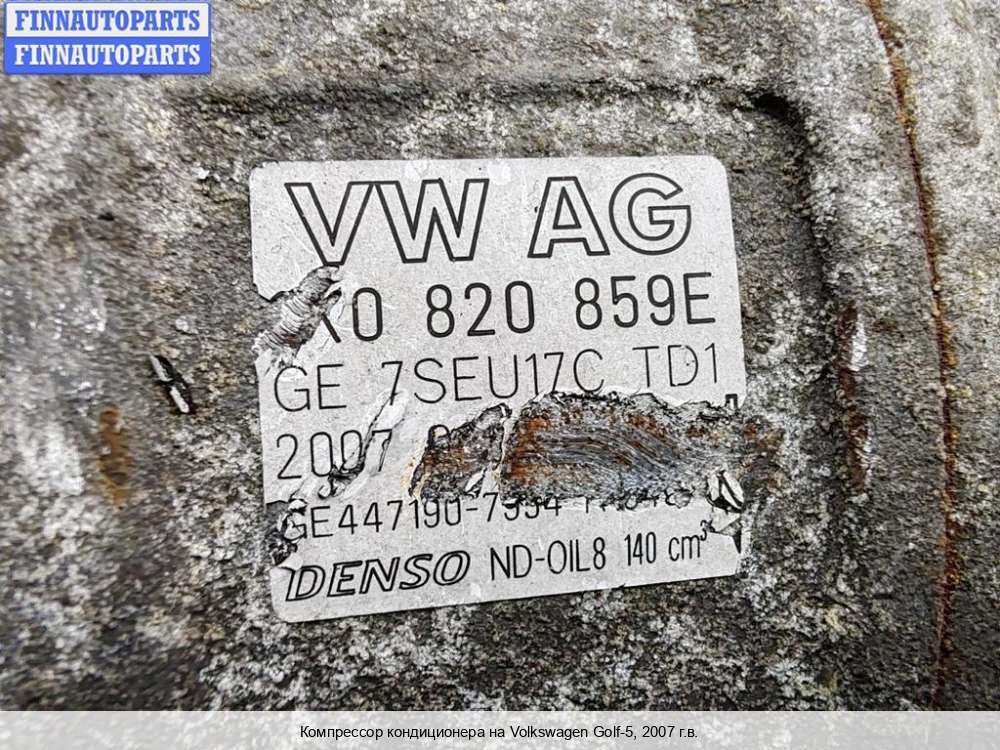 FINNAUTOPARTS
FINNAUTOPARTS
VW AG
820 859E
GE 7SEU17C TD1
2007
DENSO ND-OIL8 140 cm³
Компрессор кондиционера на Volkswagen Golf-5, 2007 г.в.